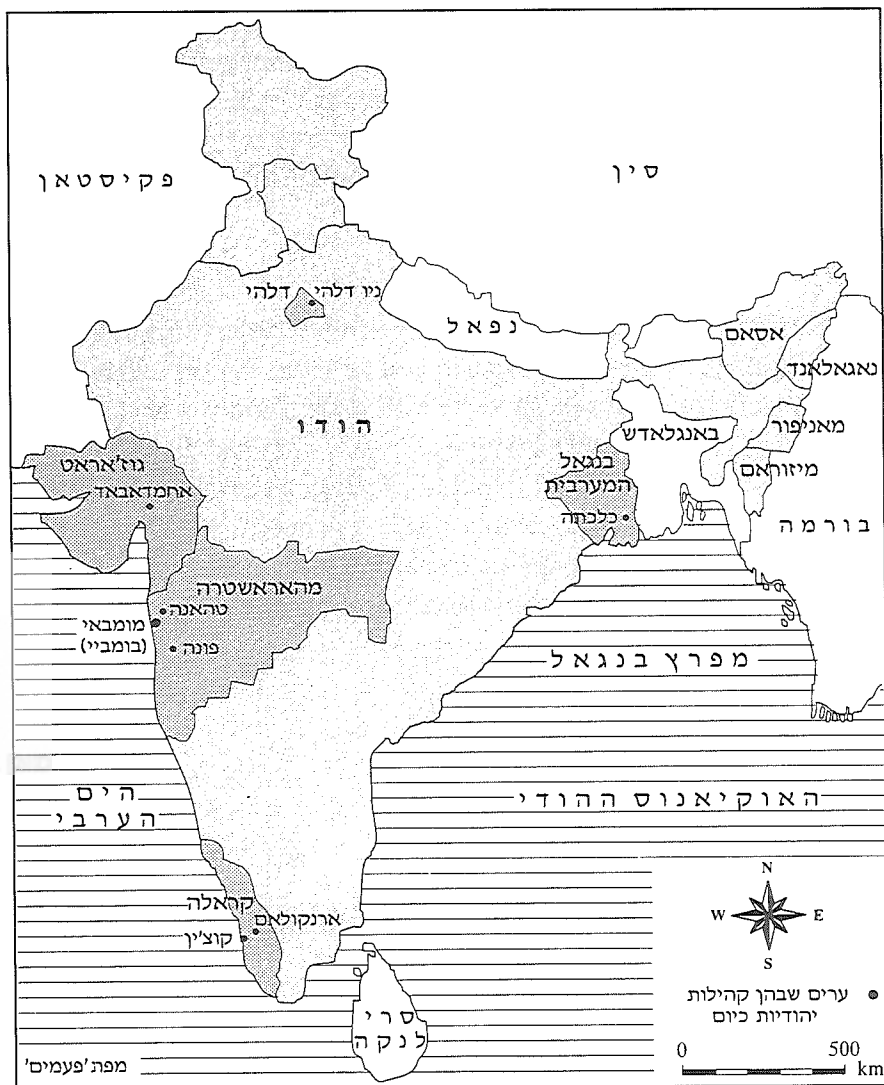 פקיסטאן
סין
דלהי
ניו דלהי
נפאל
אסאם
נאגאלאנד
הודו
באנגלאדש
מאניפור
גוז'ראט
אחמדאבאד
בנגאל
המערבית
כלכתה
מיזוראם
בורמה
מהאראשטרה
טהאנה
מומבאי
(בומביי)
פונה
מפרץ בנגאל
הים
הערבי
האוקיאנוס ההודי
קראלה
ארנקולאם
קוצ'ין
סרי
לנקה
N
W
E
S
ערים שבהן קהילות
יהודיות כיום
0 500 km
מפת 'פעמים'